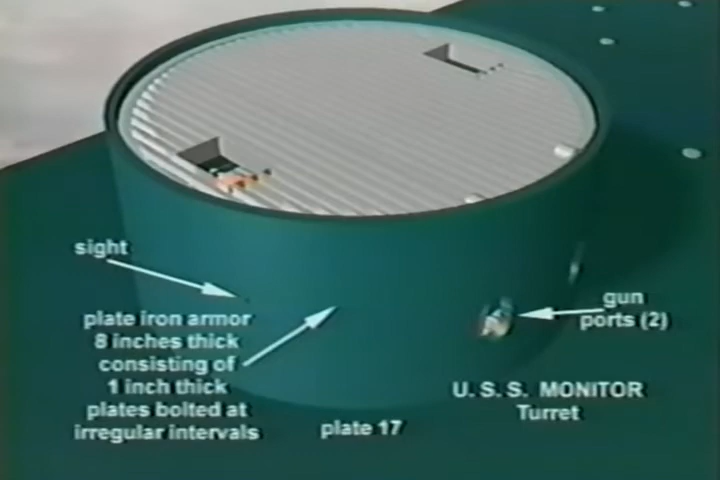 sight
plate iron armor
8 inches thick
consisting of
1 inch thick
plates bolted at
irregular intervals
plate 17
gun
ports (2)
U. S. S. MONITOR
Turret